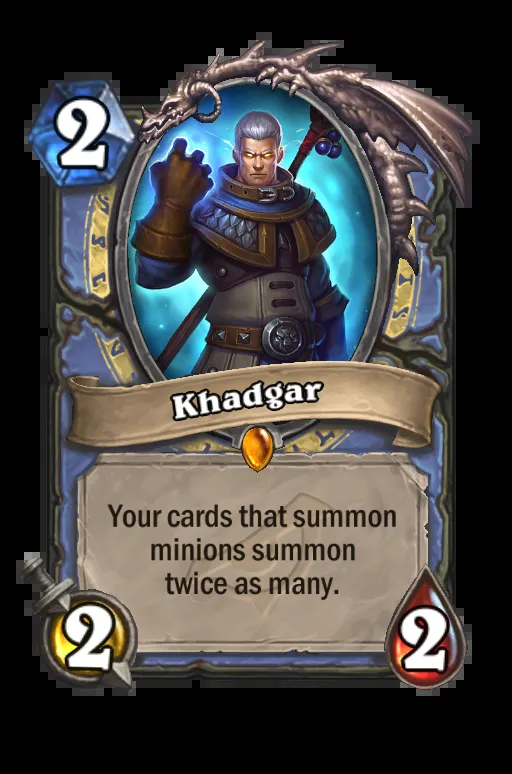 2
Khadgar
Your cards that summon
minions summon
twice as many.
2
2